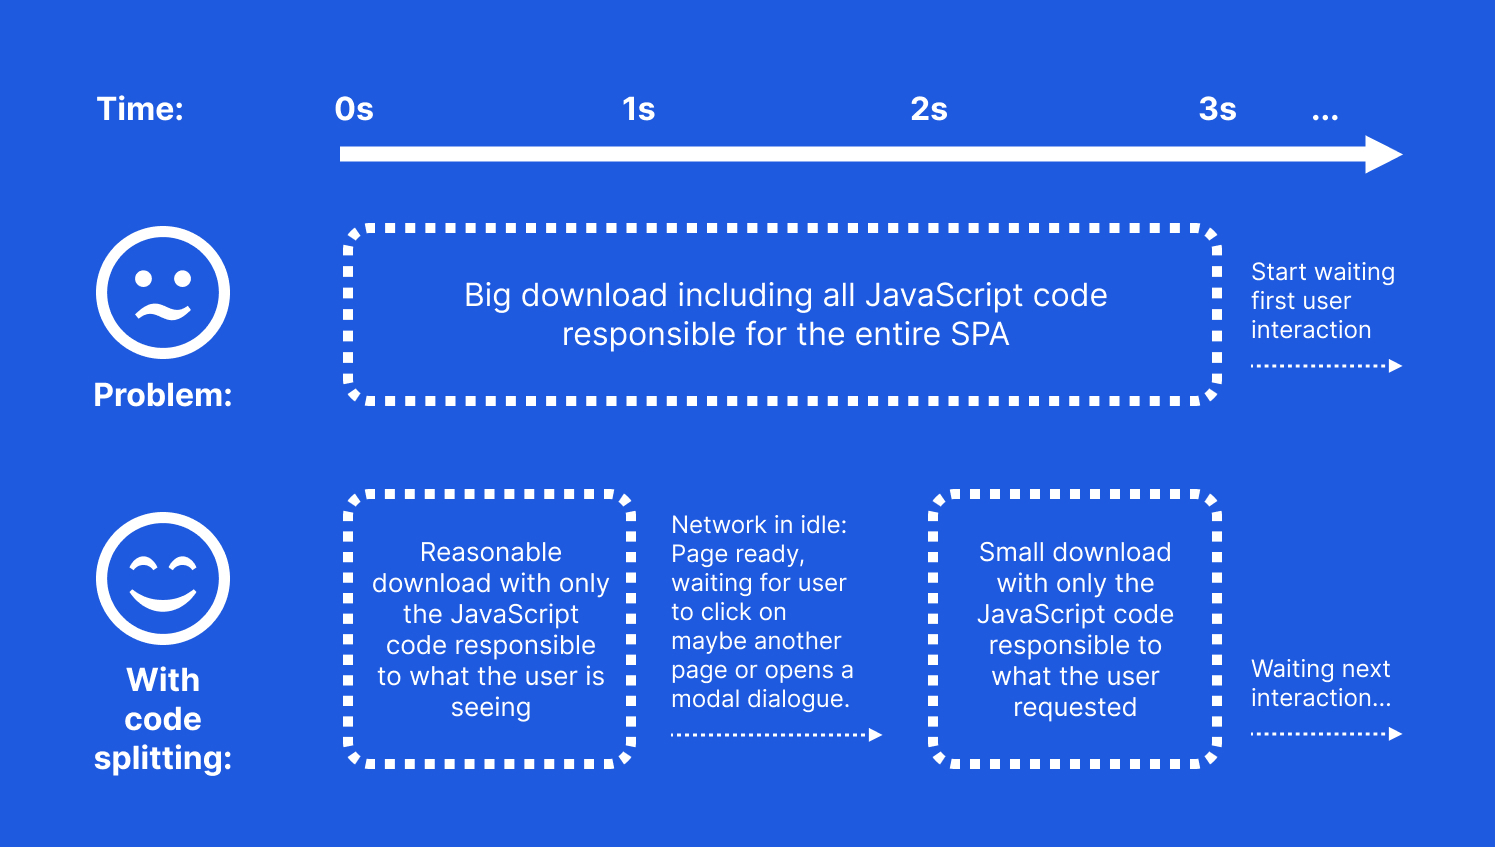 Time:
0s
1s
2s
3s
...
Big download including all JavaScript code
responsible for the entire SPA
Start waiting
first user
interaction
Problem:
Reasonable
download with only
the JavaScript
code responsible
to what the user is
seeing
Network in idle:
Page ready,
waiting for user
to click on
maybe another
page or opens a
modal dialogue.
Small download
with only the
JavaScript code
responsible to
what the user
requested
Waiting next
interaction...
With
code
splitting: